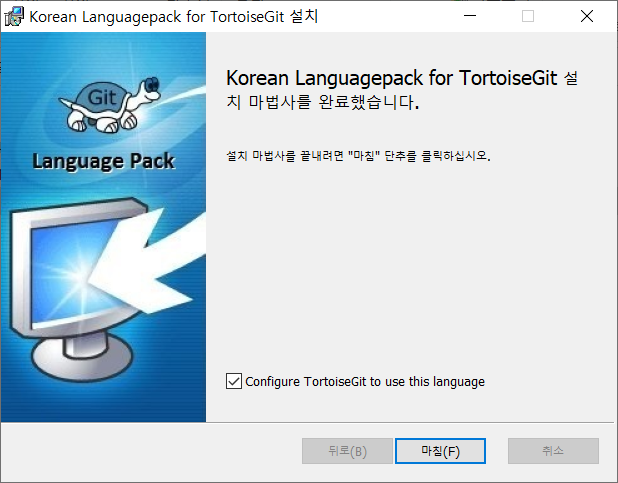 Korean Languagepack for TortoiseGit 설치
Git
Language Pack
Korean Languagepack for TortoiseGit 설
치 마법사를 완료했습니다.
설치 마법사를 끝내려면 "마침" 단추를 클릭하십시오.
Configure TortoiseGit to use this language
뒤로(B)
마침(F)
취소